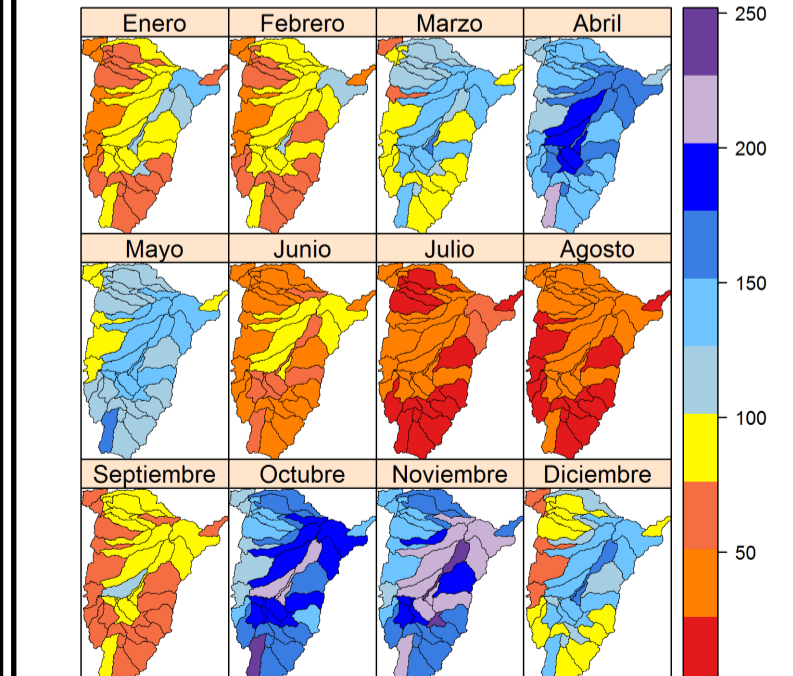 Enero Febrero Marzo Abril
Mayo Junio Julio Agosto
Septiembre Octubre Noviembre Diciembre
250
200
150
100
50